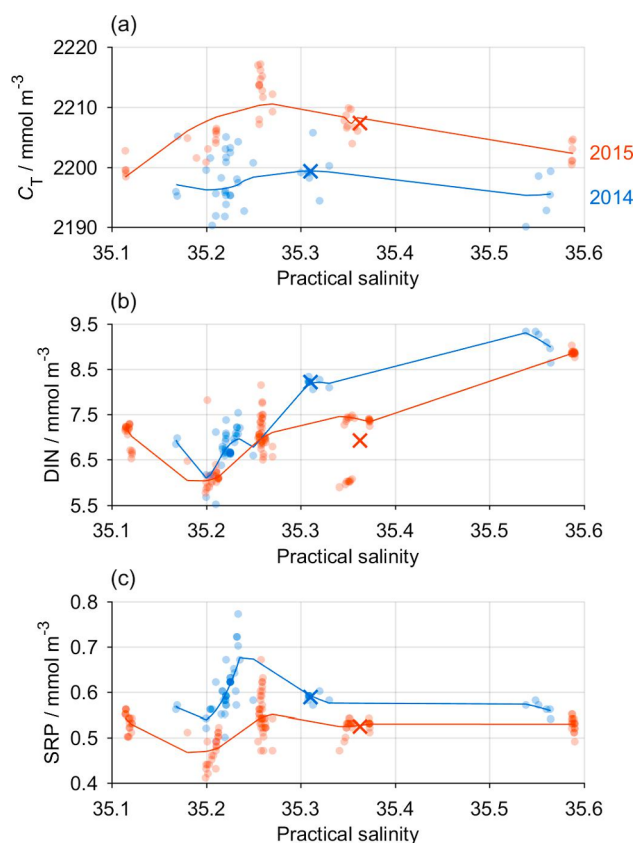 (a)
2220
2210
2200
2190
C_T / mmol m⁻³
2015
2014
35.1 35.2 35.3 35.4 35.5 35.6
Practical salinity
(b)
9.5
8.5
7.5
6.5
5.5
DIN / mmol m⁻³
35.1 35.2 35.3 35.4 35.5 35.6
Practical salinity
(c)
0.8
0.7
0.6
0.5
0.4
SRP / mmol m⁻³
35.1 35.2 35.3 35.4 35.5 35.6
Practical salinity